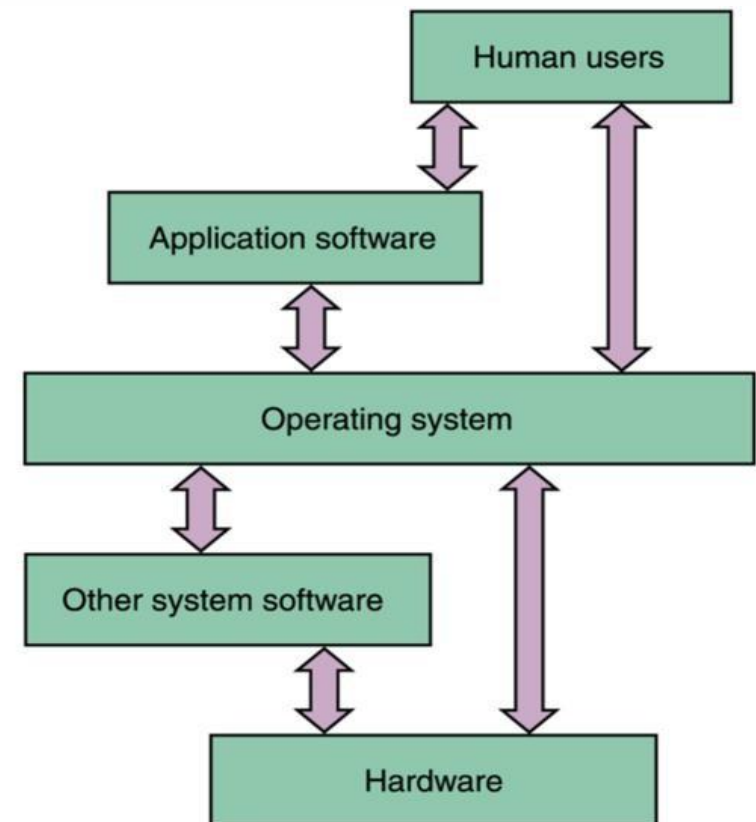 Human users
Application software
Operating system
Other system software
Hardware